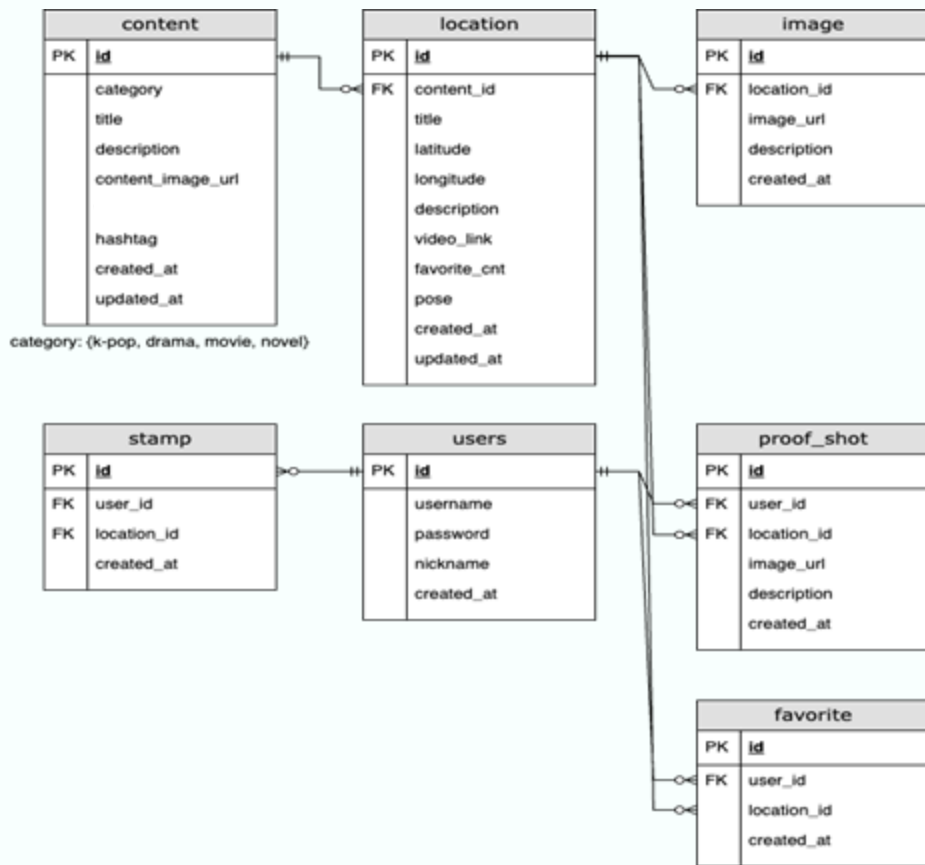 content
PK id
category
title
description
content_image_url
hashtag
created_at
updated_at
category: {k-pop, drama, movie, novel}
location
PK id
FK content_id
title
latitude
longitude
description
video_link
favorite_cnt
pose
created_at
updated_at
image
PK id
FK location_id
image_url
description
created_at
stamp
PK id
FK user_id
FK location_id
created_at
users
PK id
username
password
nickname
created_at
proof_shot
PK id
FK user_id
FK location_id
image_url
description
created_at
favorite
PK id
FK user_id
location_id
created_at